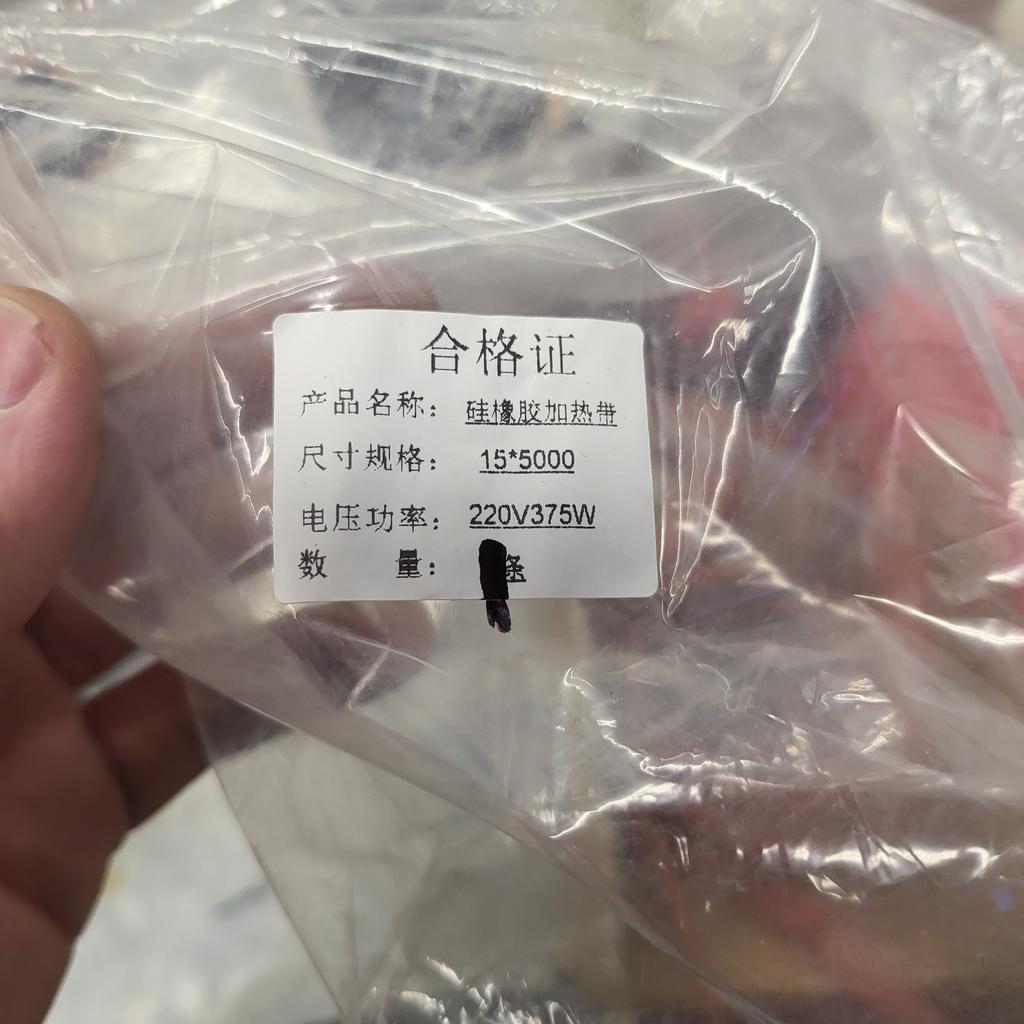 合格证
产品名称：硅橡胶加热带
尺寸规格：15*5000
电压功率：220V375W
数 量：条